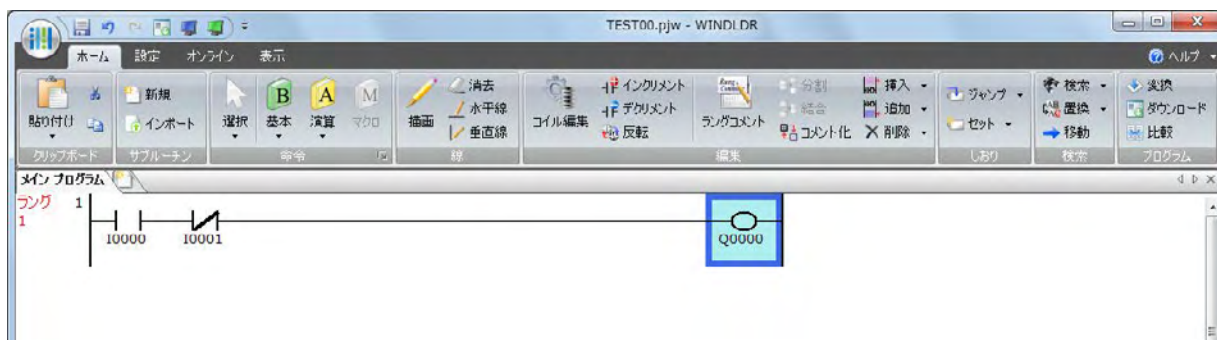 TEST00.pjw - WINDLDR
ホーム 設定 オンライン 表示 ヘルプ
貼り付け 新規 インポート 選択 基本 演算 マクロ 描画 消去 水平線 垂直線 コイル編集 インクリメント デクリメント 反転 ラングコメント 分割 結合 コメント化 挿入 追加 削除 ジャンプ セット 検索 置換 移動 変換 ダウンロード 比較
B A M
クリップボード サブルーチン 命令 線 編集 しおり 検索 プログラム
メイン プログラム
ラング 1
1
I0000 I0001 Q0000